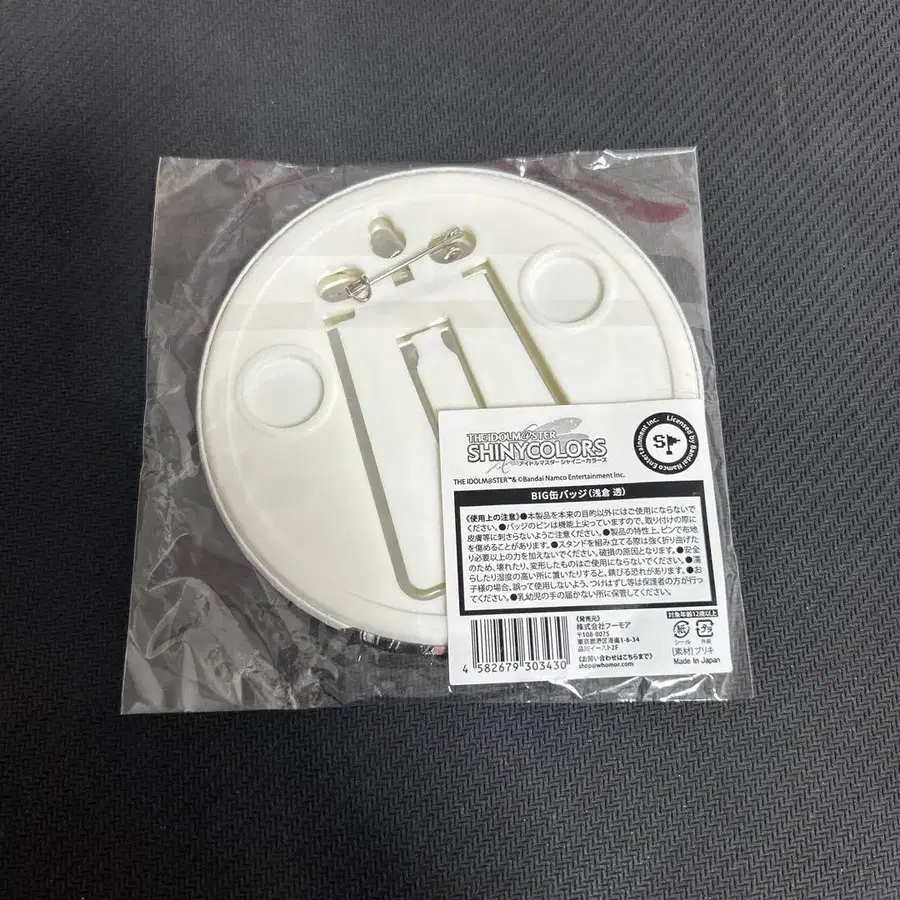 THE IDOLM@STER
SHINYCOLORS
アイドルマスター シャイニーカラーズ
THE IDOLM@STER™& ©Bandai Namco Entertainment Inc.
Licensed by Bandai Namco Entertainment Inc.
S
BIG缶バッジ(浅倉 透)
《使用上の注意》●本製品を本来の目的以外にはご使用にならないで
ください。●バッジのピンは機能上尖っていますので、取り付けの際に
皮膚等に刺さらないようご注意ください。●製品の特性上、ピンで布地
を傷めることがあります。●スタンドを組み立てる際は強く折り曲げた
り必要以上の力を加えないでください。破損の原因となります。●安全
のため、壊れたり、変形したものはご使用にならないでください。●濡
らしたり湿度の高い所に置いたりすると、錆びる恐れがあります。●お
子様の場合、誤って使用しないよう、つけはずし等は保護者の方が行っ
てください。●乳幼児の手の届かない所に保管してください。
対象年齢12歳以上
《発売元》
株式会社フーモア
〒108-0075
東京都港区港南1-6-34
品川イースト2F
《お問い合わせはこちらまで》
shop@whomor.com
4 582679 303430
紙
シール
プラ
外装
[素材]ブリキ
Made In Japan